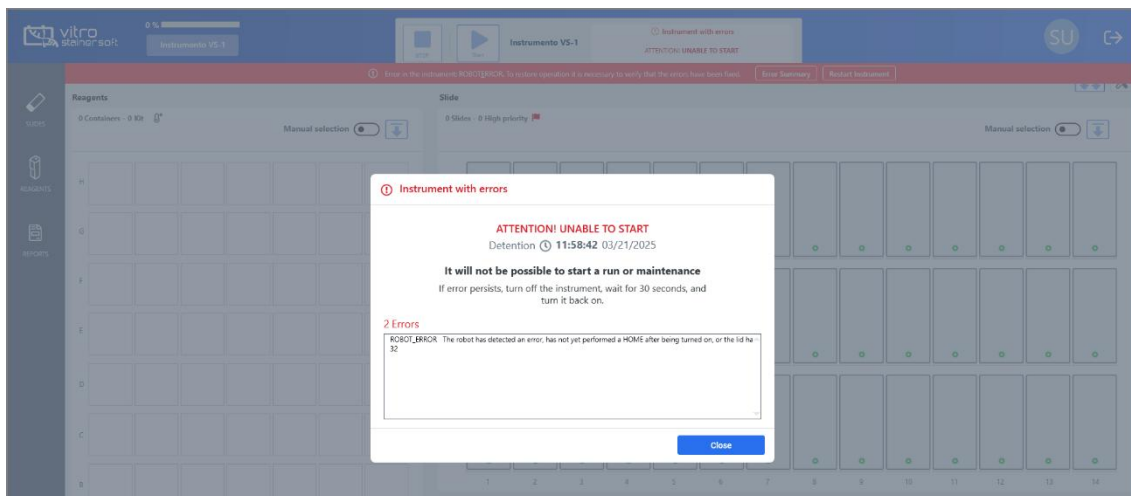 vitro
stainersoft
0 %
Instrumento VS-1
STOP
Start
Instrumento VS-1
Instrument with errors
ATTENTION! UNABLE TO START
SU
Error in the instrument: ROBOT_ERROR. To restore operation it is necessary to verify that the errors have been fixed.
Error Summary
Restart Instrument
SLIDES
REAGENTS
REPORTS
Reagents
0 Containers - 0 Kit
Manual selection
H
G
F
E
D
C
B
Slide
0 Slides - 0 High priority
Manual selection
Instrument with errors
ATTENTION! UNABLE TO START
Detention 11:58:42 03/21/2025
It will not be possible to start a run or maintenance
If error persists, turn off the instrument, wait for 30 seconds, and
turn it back on.
2 Errors
ROBOT_ERROR The robot has detected an error, has not yet performed a HOME after being turned on, or the lid ha
32
Close
1 2 3 4 5 6 7 8 9 10 11 12 13 14